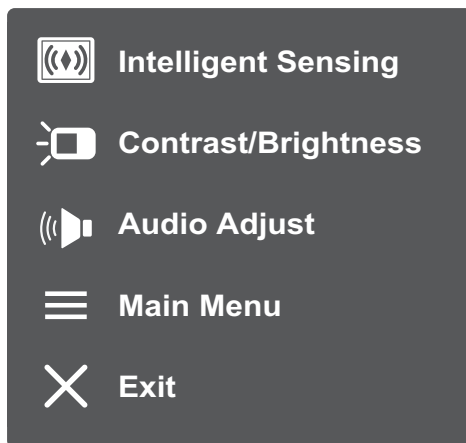 Intelligent Sensing
Contrast/Brightness
Audio Adjust
Main Menu
Exit